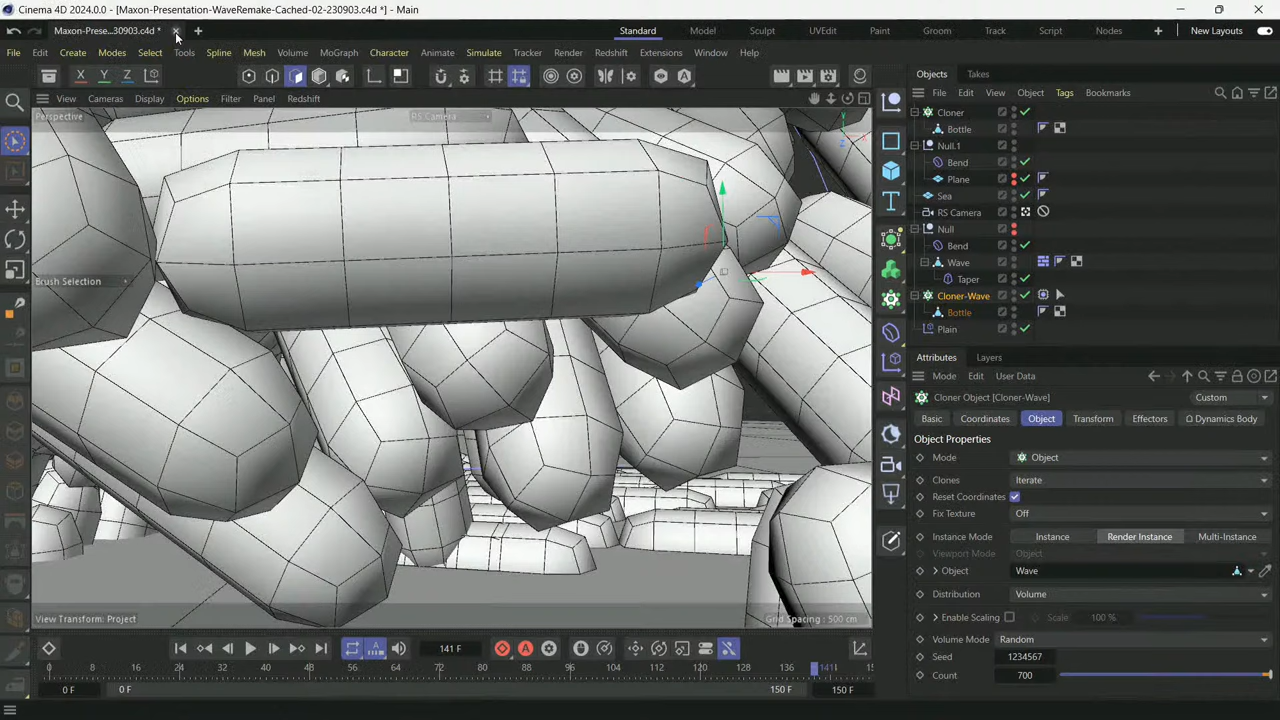 Cinema 4D 2024.0.0 - [Maxon-Presentation-WaveRemake-Cached-02-230903.c4d *] - Main
Maxon-Prese...30903.c4d *
Standard Model Sculpt UVEdit Paint Groom Track Script Nodes New Layouts
File Edit Create Modes Select Tools Spline Mesh Volume MoGraph Character Animate Simulate Tracker Render Redshift Extensions Window Help
X Y Z
Objects Takes
View Cameras Display Options Filter Panel Redshift
File Edit View Object Tags Bookmarks
Perspective
RS Camera
Cloner
Bottle
Null.1
Bend
Plane
Sea
RS Camera
Null
Bend
Wave
Taper
Cloner-Wave
Bottle
Plain
Brush Selection
Attributes Layers
Mode Edit User Data
Cloner Object [Cloner-Wave]
Custom
Basic Coordinates Object Transform Effectors Dynamics Body
Object Properties
Mode Object
Clones Iterate
Reset Coordinates
Fix Texture Off
Instance Mode Instance Render Instance Multi-Instance
Viewport Mode Object
Object Wave
Distribution Volume
Enable Scaling Scale 100 %
Volume Mode Random
Seed 1234567
Count 700
View Transform: Project
Grid Spacing : 500 cm
141 F
0 8 16 24 32 40 48 56 64 72 80 88 96 104 112 120 128 136 141 15
0 F 0 F 150 F 150 F